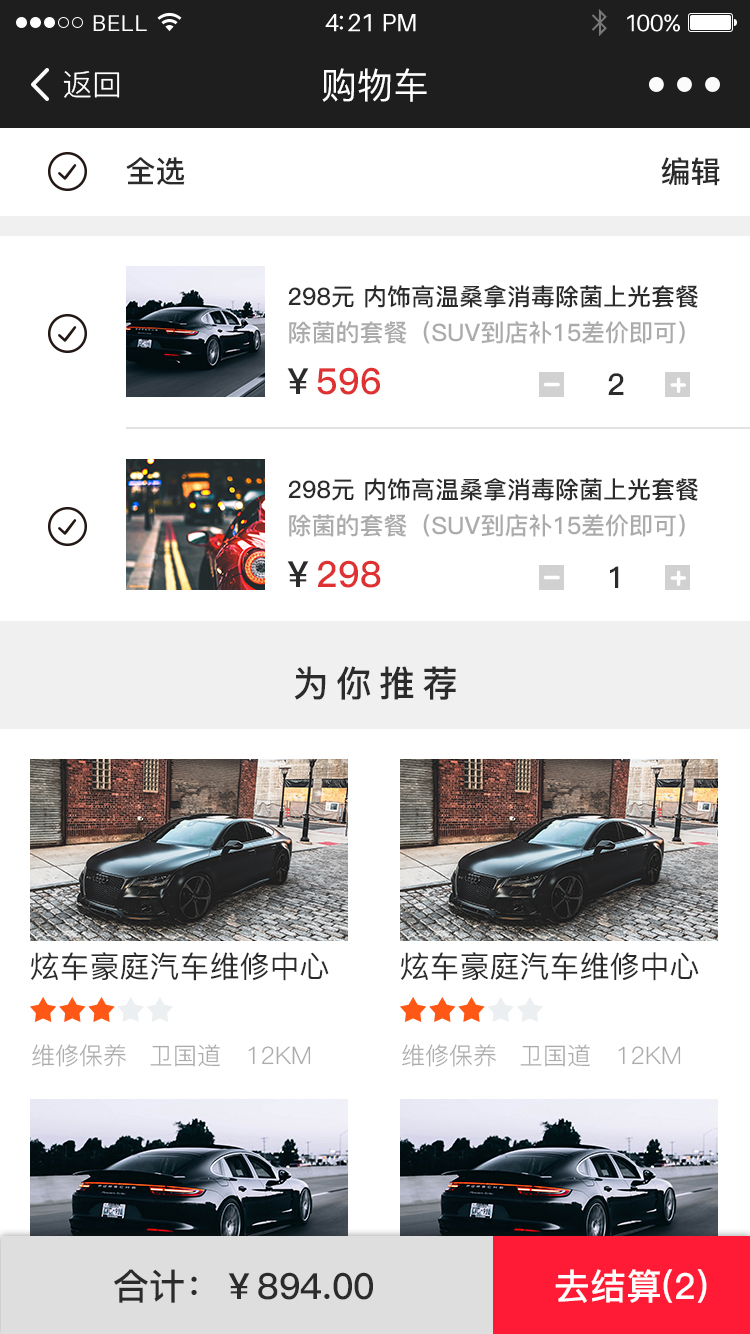 BELL 4:21 PM 100%
返回 购物车
全选 编辑
298元 内饰高温桑拿消毒除菌上光套餐
除菌的套餐（SUV到店补15差价即可）
¥ 596 2
298元 内饰高温桑拿消毒除菌上光套餐
除菌的套餐（SUV到店补15差价即可）
¥ 298 1
为你推荐
炫车豪庭汽车维修中心 炫车豪庭汽车维修中心
维修保养 卫国道 12KM 维修保养 卫国道 12KM
PORSCHE PORSCHE
合计： ¥ 894.00 去结算(2)